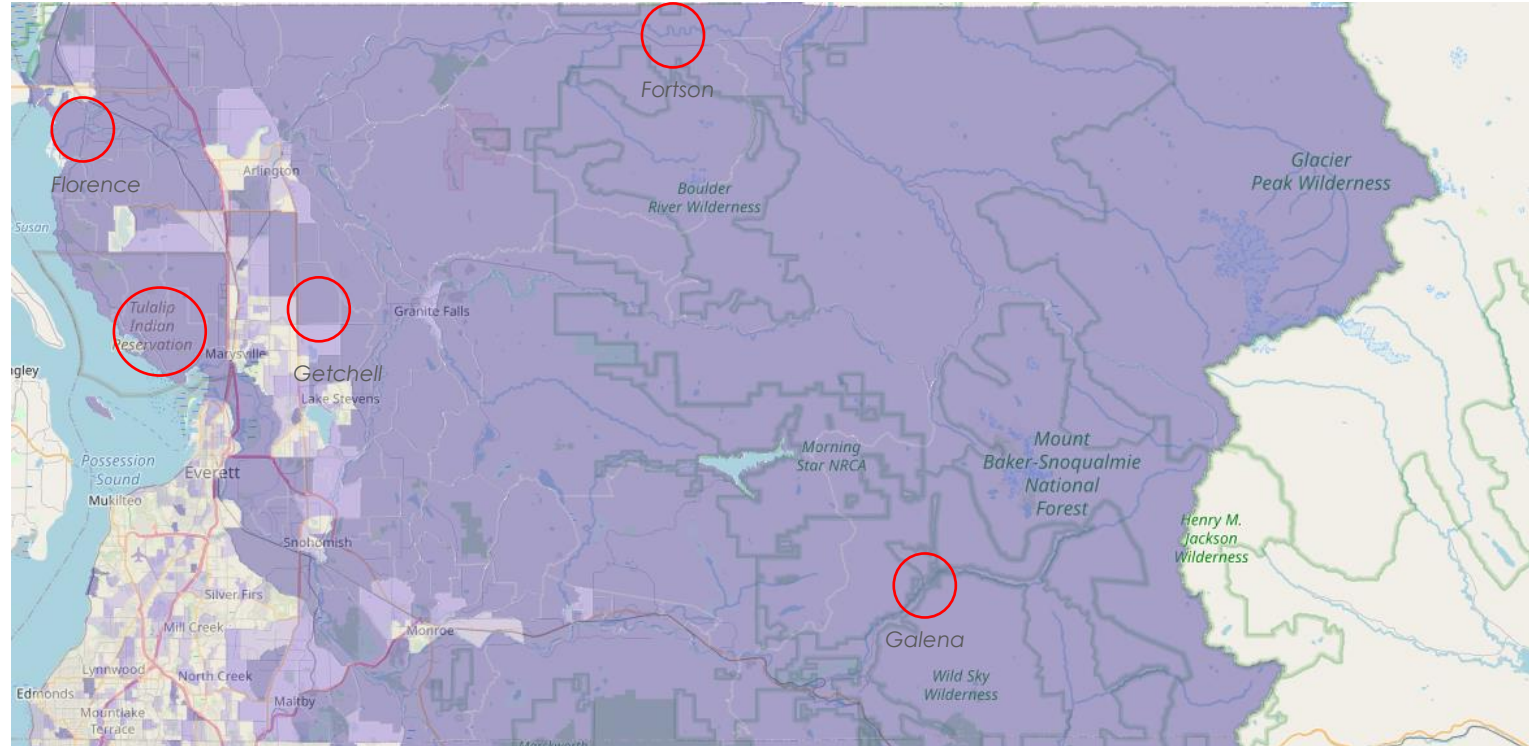 Fortson
Florence
Arlington
Glacier
Peak Wilderness
Boulder
River Wilderness
Susan
Tulalip
Indian
Reservation
Granite Falls
Marysville
gley
Getchell
Lake Stevens
Mount
Baker-Snoqualmie
National
Forest
Morning
Star NRCA
Possession
Sound
Everett
Mukilteo
Henry M.
Jackson
Wilderness
Snohomish
Silver Firs
Mill Creek
Monroe
Galena
Lynnwood
North Creek
Wild Sky
Wilderness
Edmonds
Maltby
Mountlake
Terrace